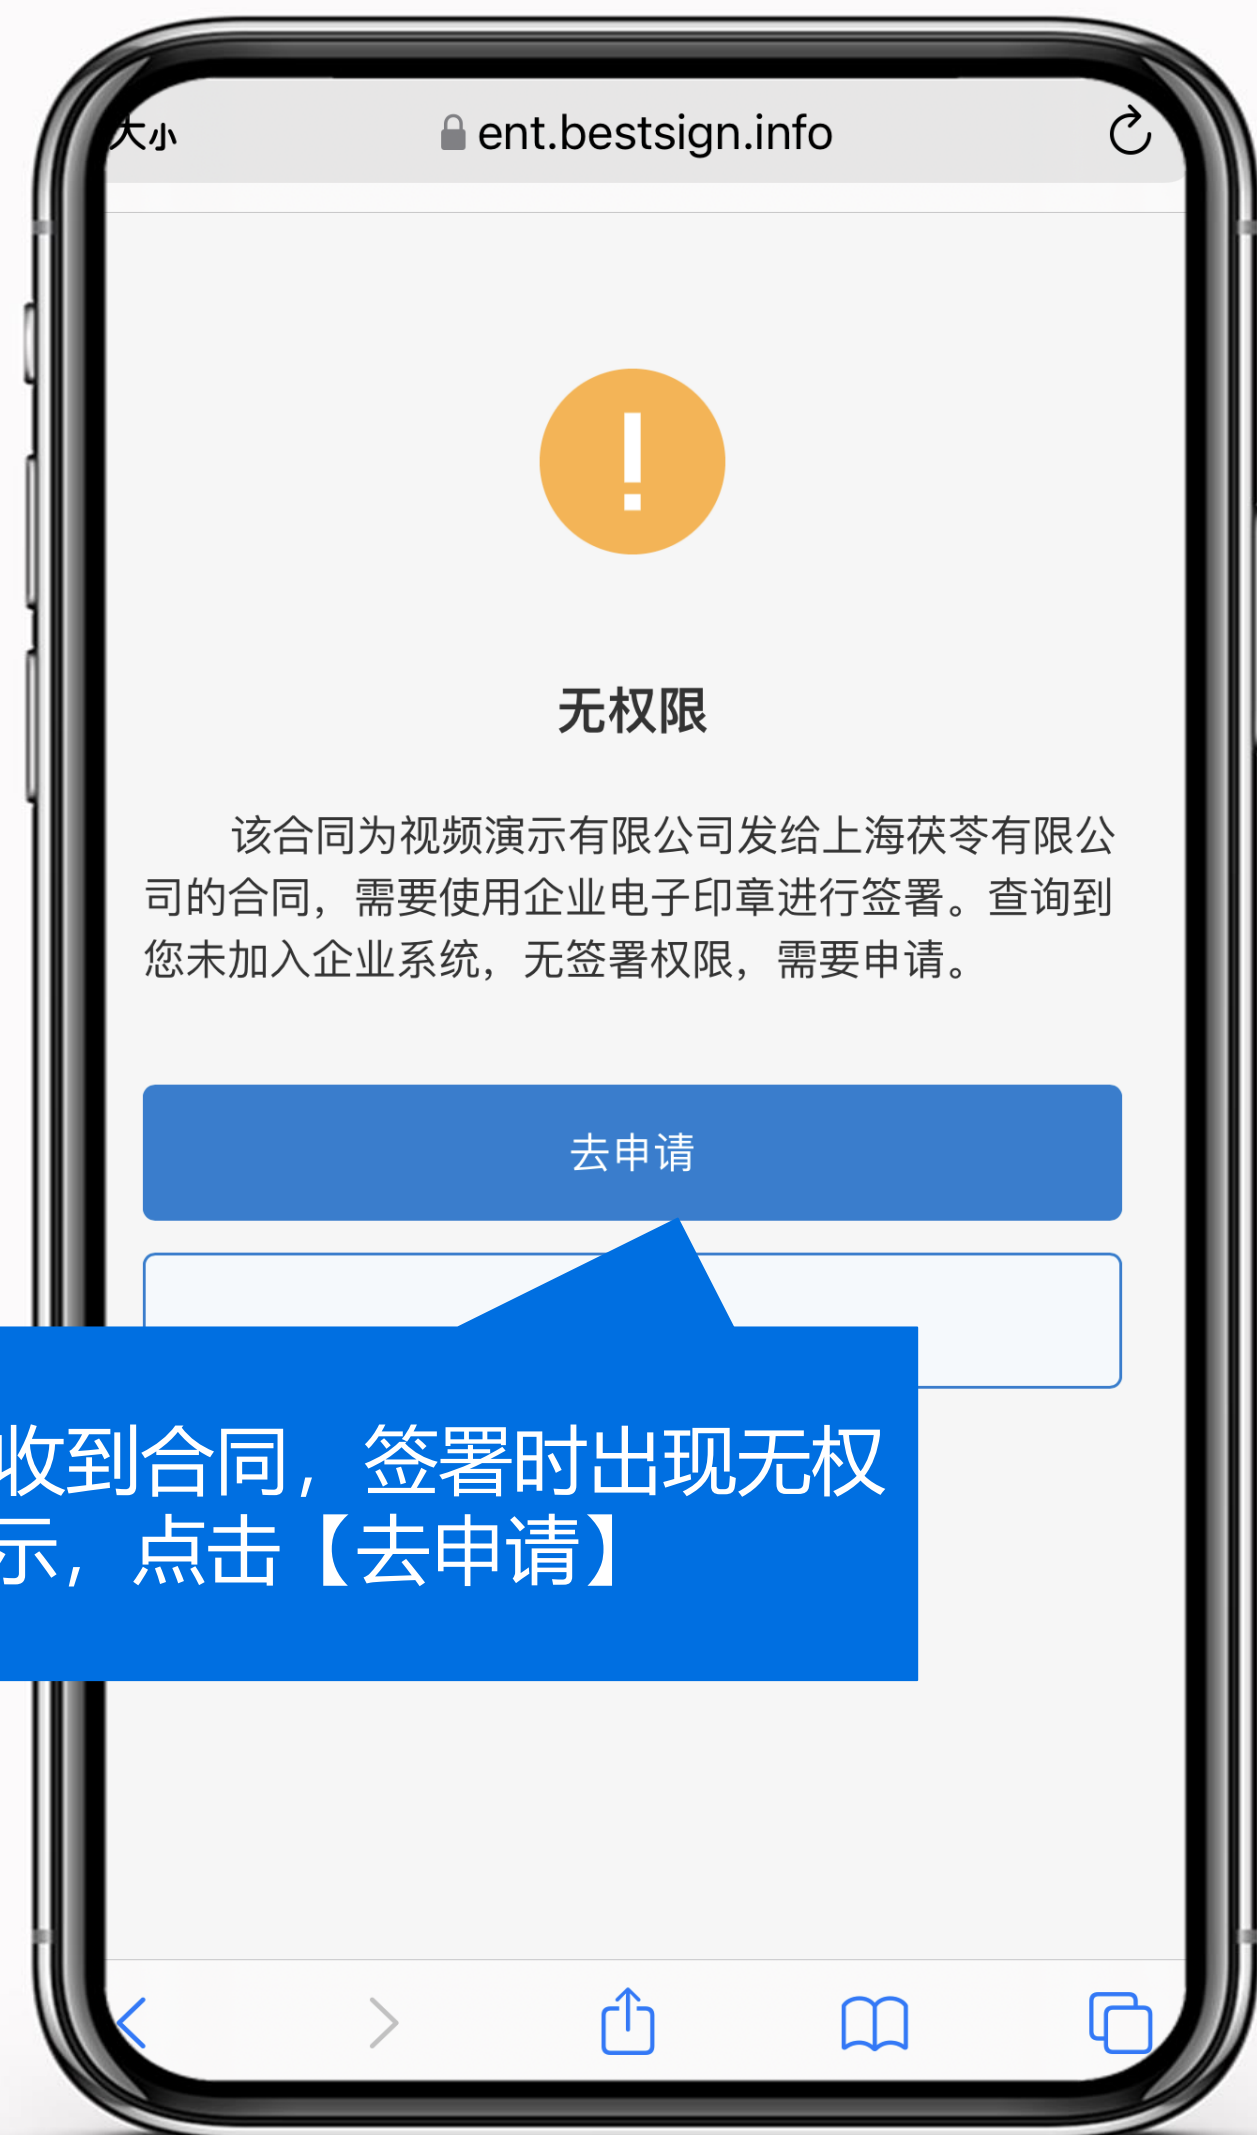 大小
ent.bestsign.info
无权限
该合同为视频演示有限公司发给上海茯苓有限公
司的合同，需要使用企业电子印章进行签署。查询到
您未加入企业系统，无签署权限，需要申请。
去申请
收到合同，签署时出现无权
示，点击【去申请】